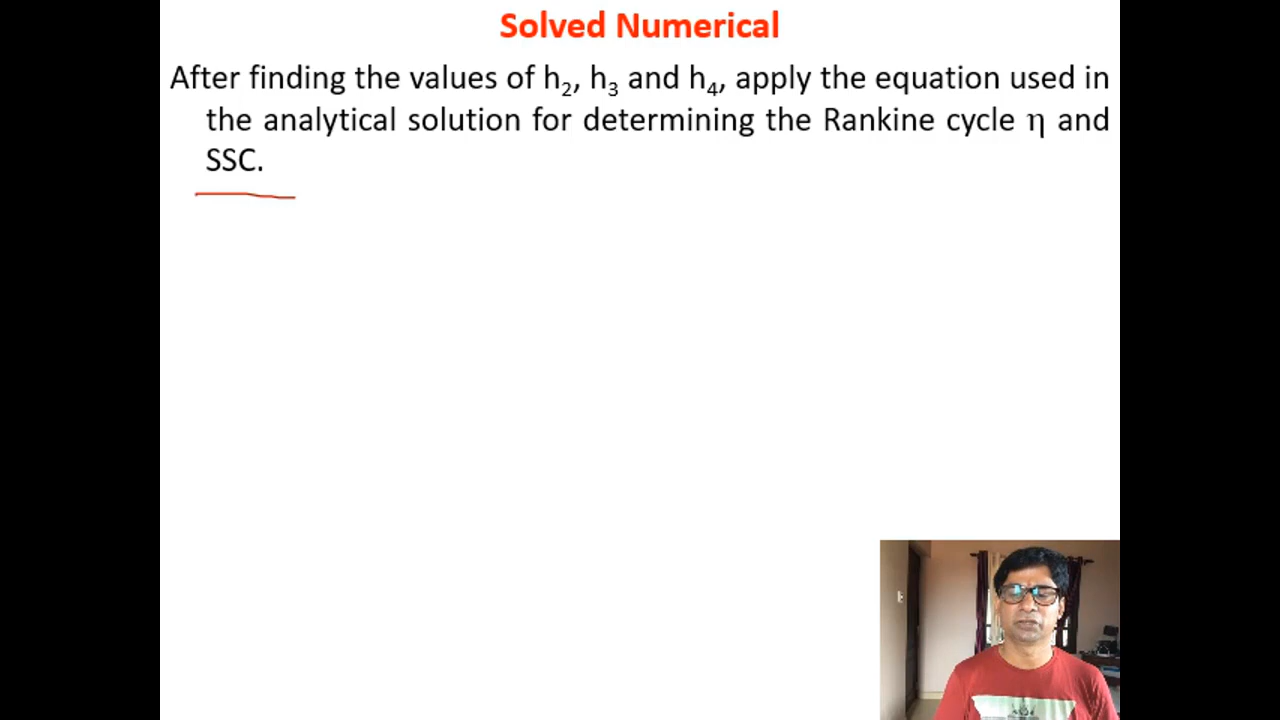 Solved Numerical
After finding the values of h₂, h₃ and h₄, apply the equation used in
the analytical solution for determining the Rankine cycle η and
SSC.